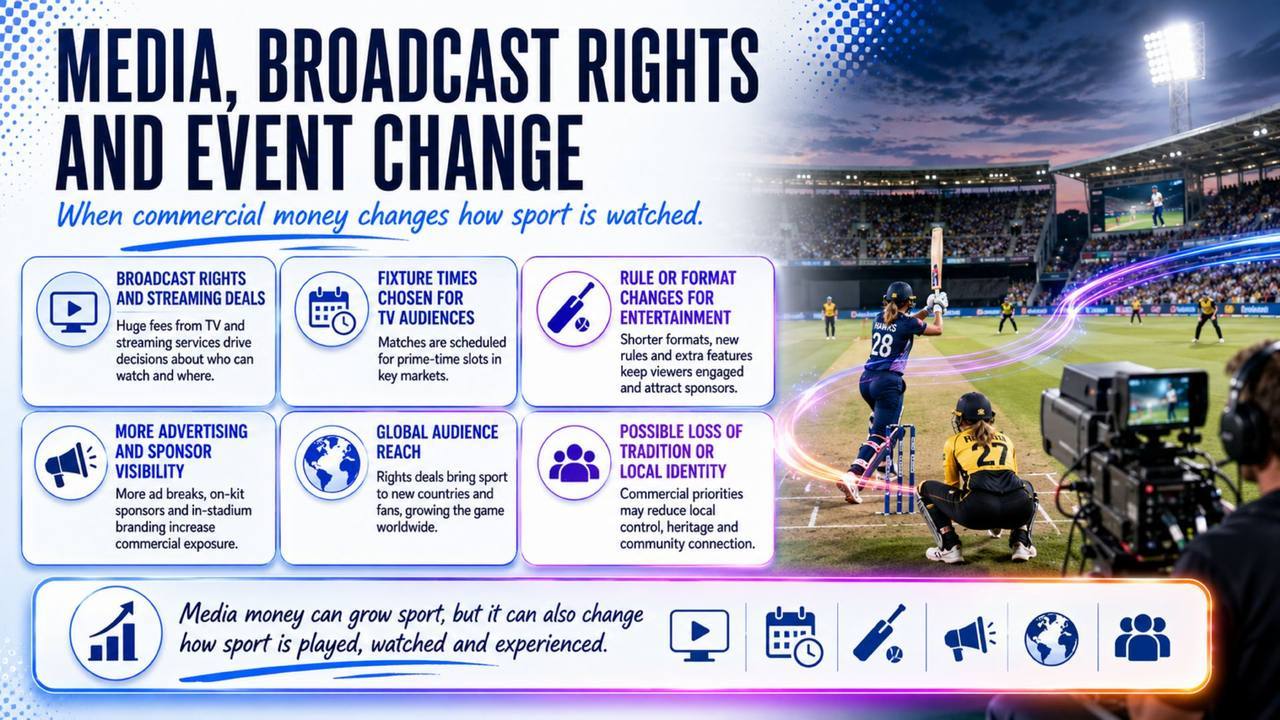 MEDIA, BROADCAST RIGHTS
AND EVENT CHANGE
When commercial money changes how sport is watched.
BROADCAST RIGHTS
AND STREAMING DEALS
Huge fees from TV and
streaming services drive
decisions about who can
watch and where.
FIXTURE TIMES
CHOSEN FOR
TV AUDIENCES
Matches are scheduled
for prime-time slots in
key markets.
RULE OR FORMAT
CHANGES FOR
ENTERTAINMENT
Shorter formats, new
rules and extra features
keep viewers engaged
and attract sponsors.
MORE ADVERTISING
AND SPONSOR
VISIBILITY
More ad breaks, on-kit
sponsors and in-stadium
branding increase
commercial exposure.
GLOBAL AUDIENCE
REACH
Rights deals bring sport
to new countries and
fans, growing the game
worldwide.
POSSIBLE LOSS OF
TRADITION OR
LOCAL IDENTITY
Commercial priorities
may reduce local
control, heritage and
community connection.
HAWKS
28
27
Media money can grow sport, but it can also change
how sport is played, watched and experienced.